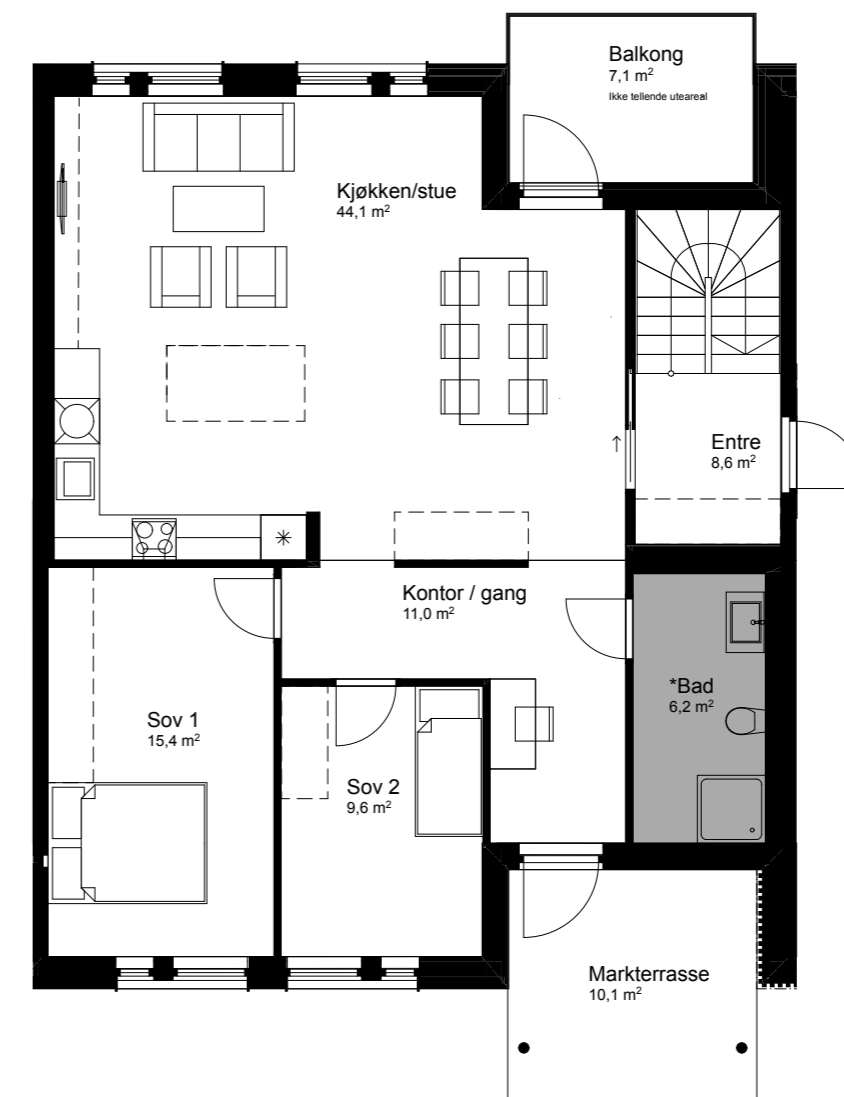 Balkong
7,1 m²
Ikke tellende uteareal
Kjøkken/stue
44,1 m²
Entre
8,6 m²
Kontor / gang
11,0 m²
*Bad
6,2 m²
Sov 1
15,4 m²
Sov 2
9,6 m²
Markterrasse
10,1 m²